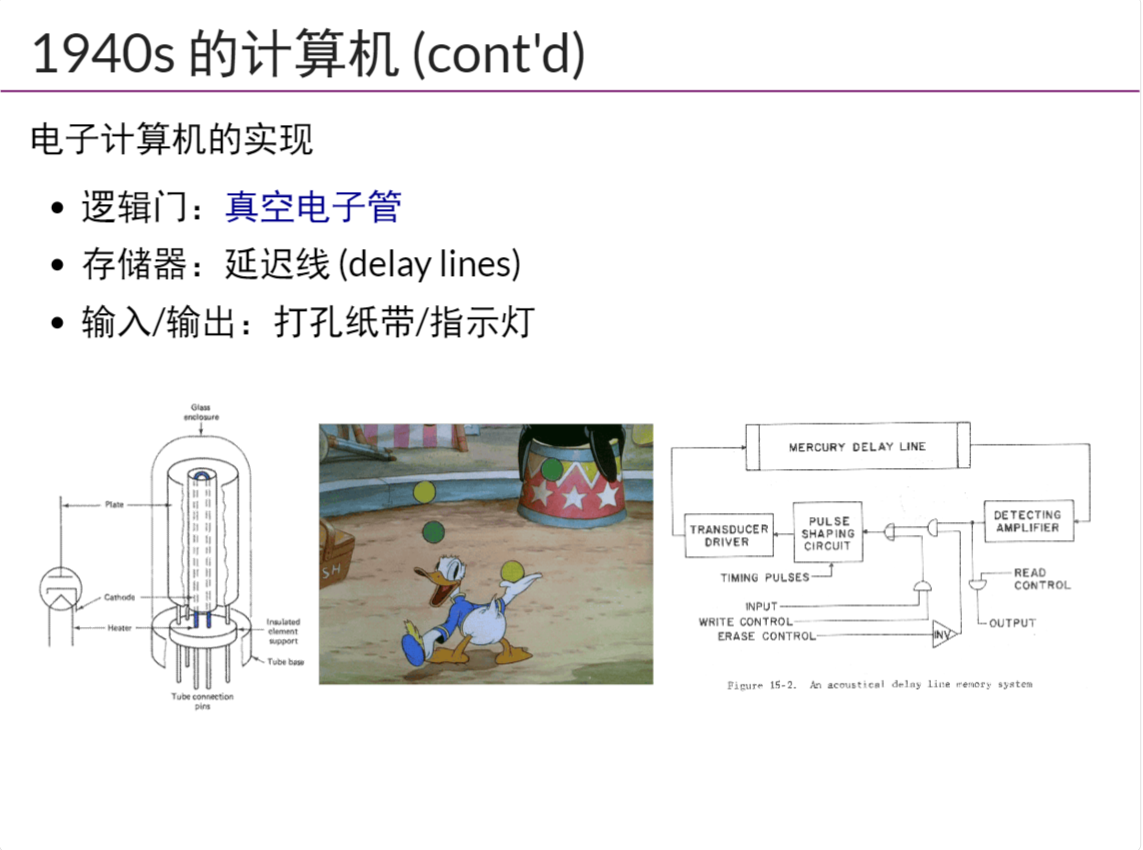 1940s 的计算机 (cont'd)
电子计算机的实现
• 逻辑门：真空电子管
• 存储器：延迟线 (delay lines)
• 输入/输出：打孔纸带/指示灯
Glass
enclosure
Plate
Cathode
Heater
Insulated
element
support
Tube base
Tube connection
pins
SH
MERCURY DELAY LINE
TRANSDUCER
DRIVER
PULSE
SHAPING
CIRCUIT
DETECTING
AMPLIFIER
TIMING PULSES
READ
CONTROL
INPUT
WRITE CONTROL
ERASE CONTROL
INV
OUTPUT
Figure 15-2. An acoustical delay line memory system